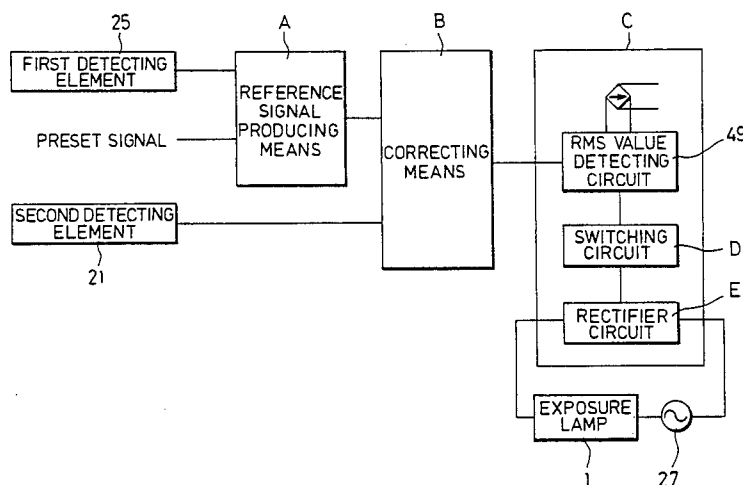 25
FIRST DETECTING
ELEMENT
PRESET SIGNAL
SECOND DETECTING
ELEMENT
21
A
REFERENCE
SIGNAL
PRODUCING
MEANS
B
CORRECTING
MEANS
C
RMS VALUE
DETECTING
CIRCUIT
49
SWITCHING
CIRCUIT
D
RECTIFIER
CIRCUIT
E
EXPOSURE
LAMP
1
27